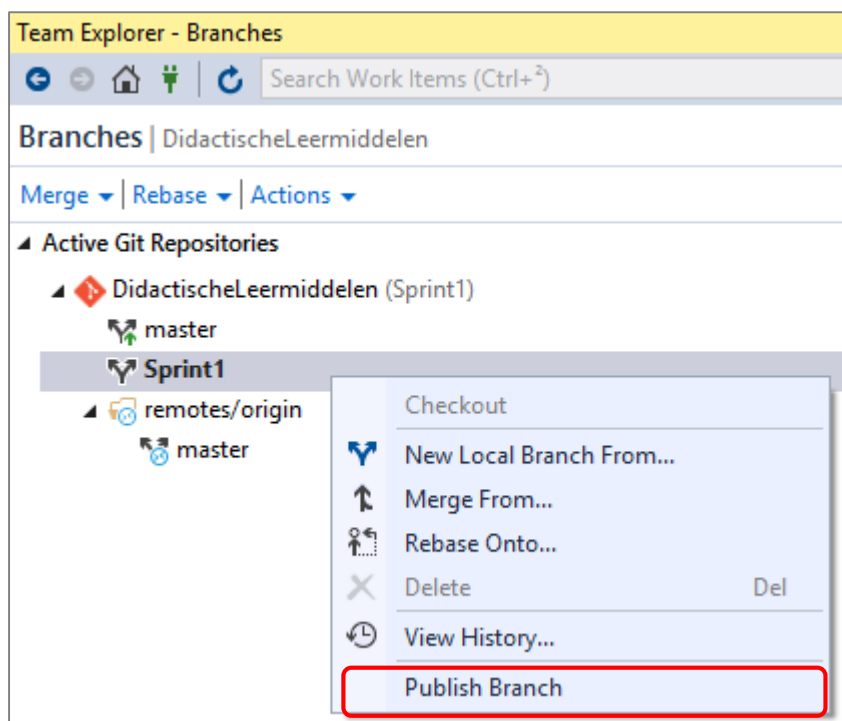 Team Explorer - Branches
Search Work Items (Ctrl+²)
Branches | DidactischeLeermiddelen
Merge | Rebase | Actions
Active Git Repositories
DidactischeLeermiddelen (Sprint1)
master
Sprint1
remotes/origin
master
Checkout
New Local Branch From...
Merge From...
Rebase Onto...
Delete Del
View History...
Publish Branch